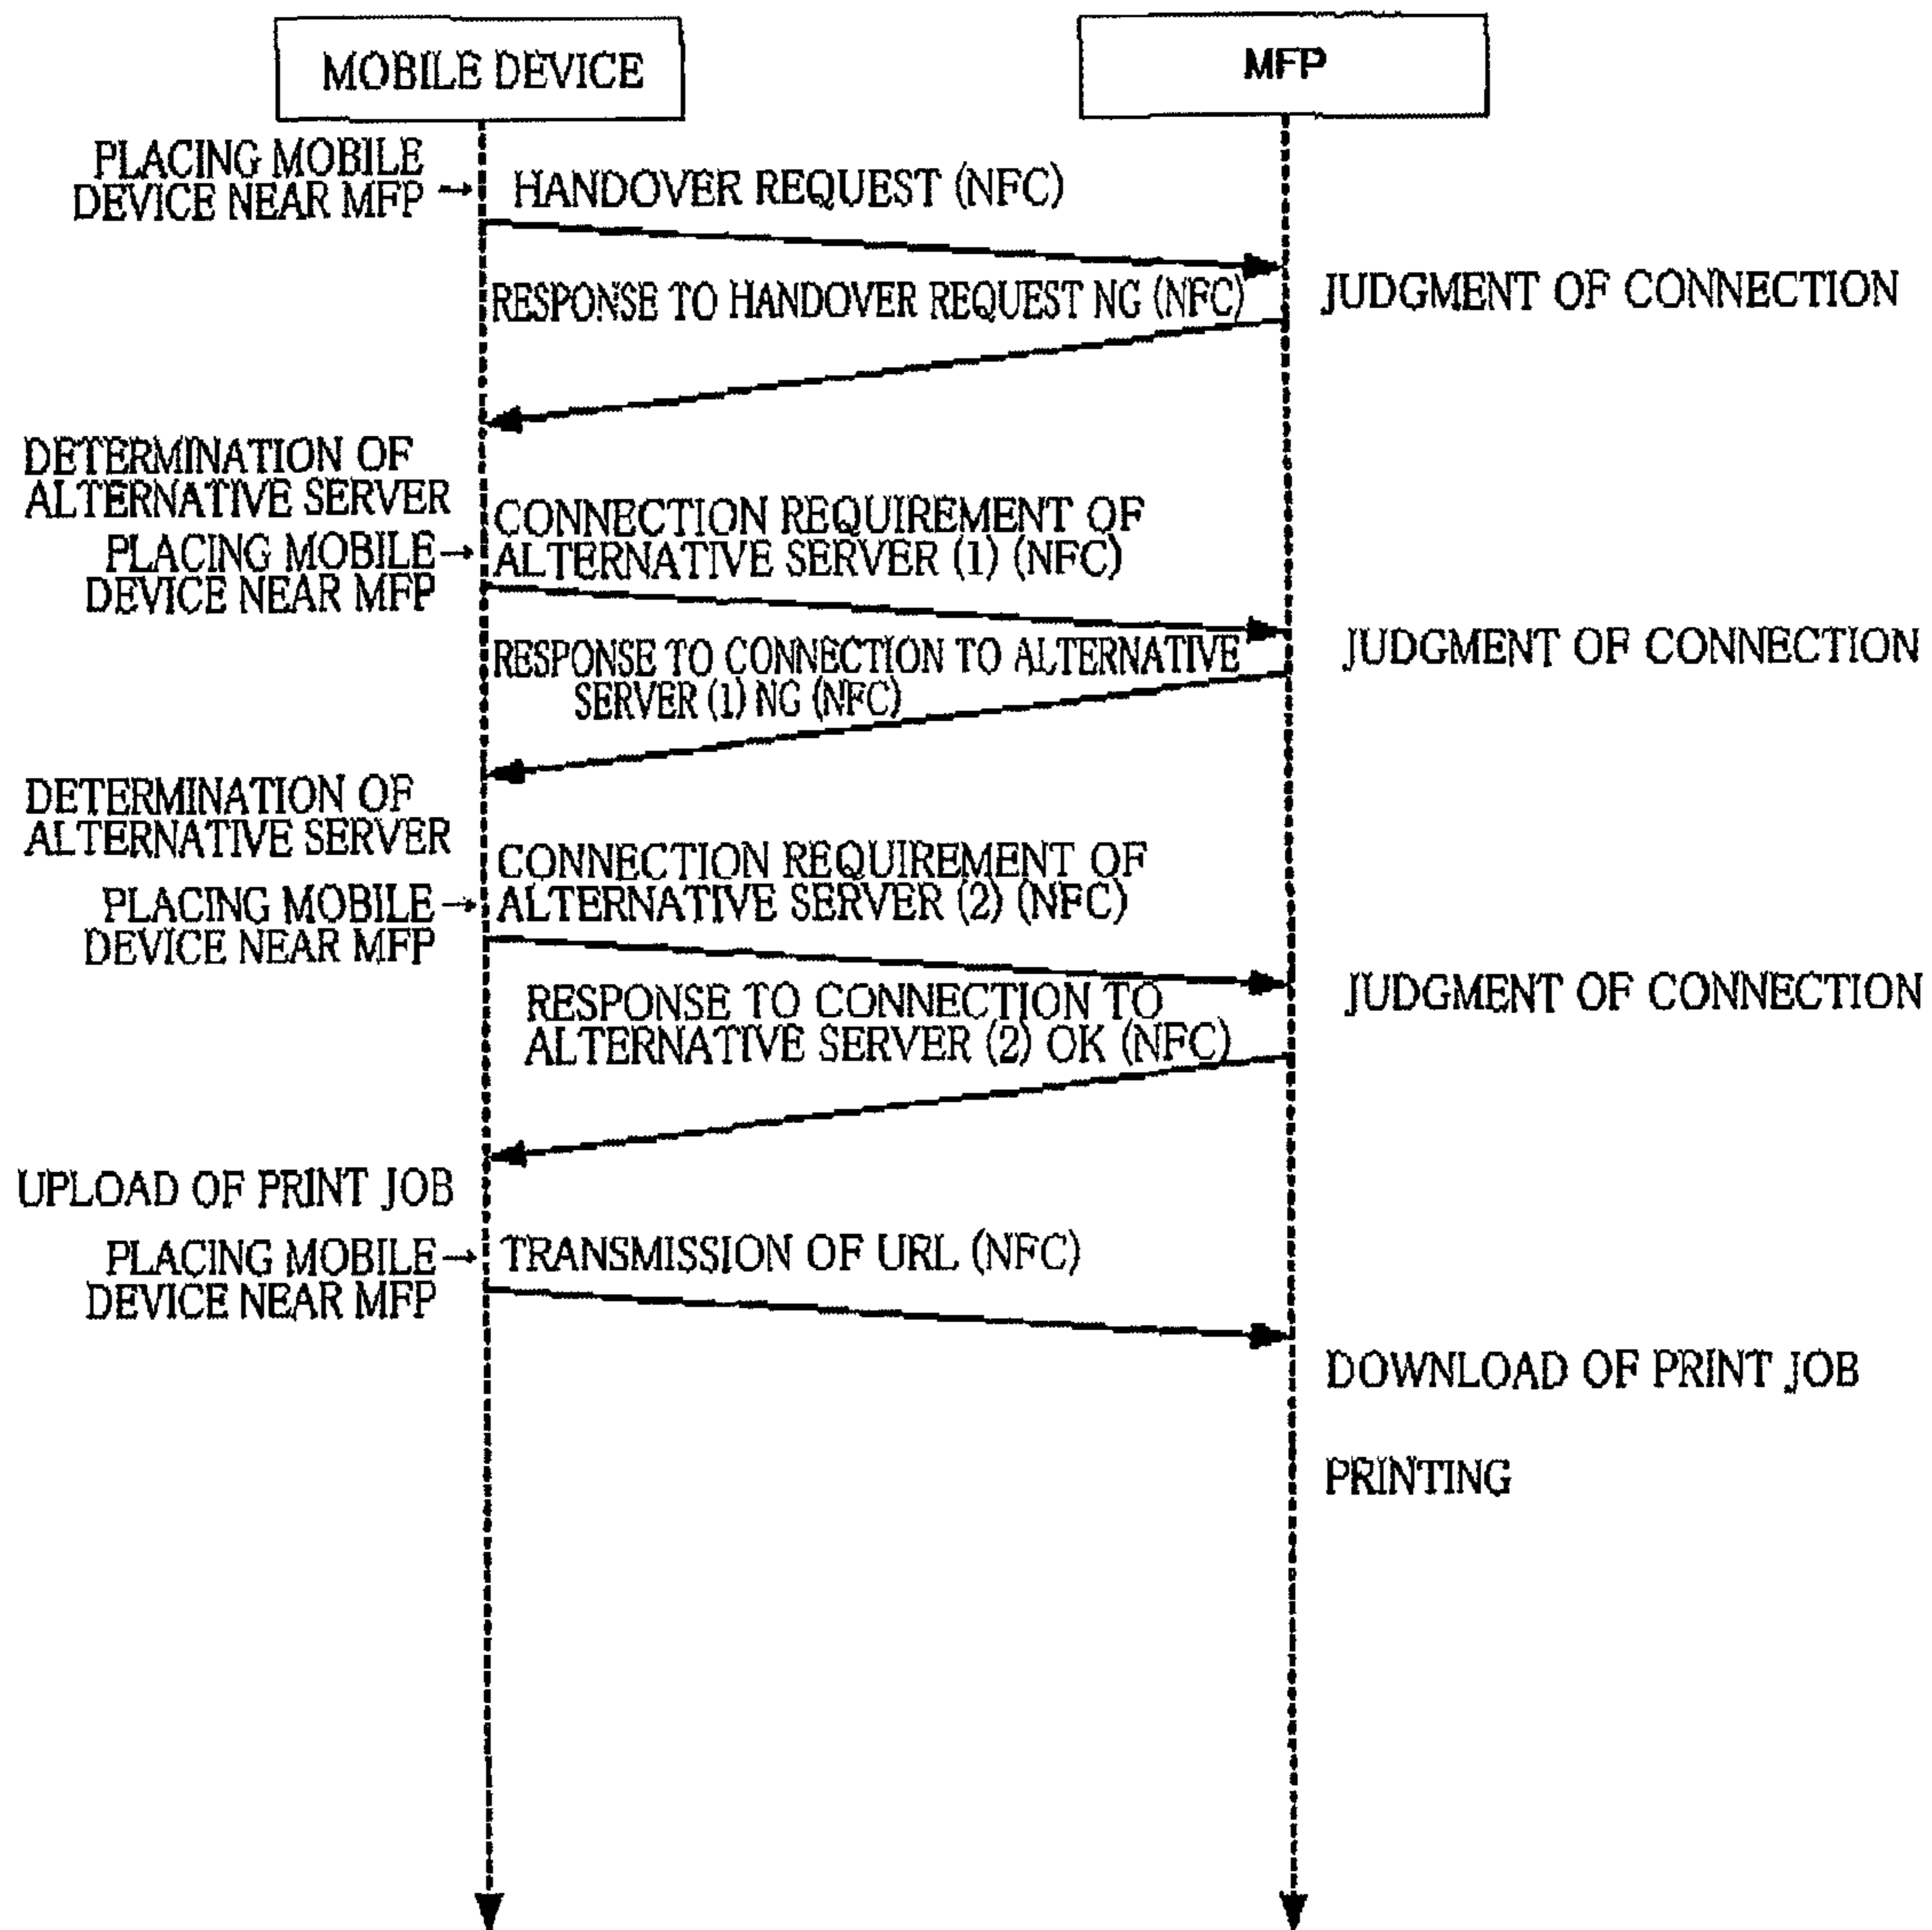 MOBILE DEVICE
MFP
PLACING MOBILE
DEVICE NEAR MFP
HANDOVER REQUEST (NFC)
RESPONSE TO HANDOVER REQUEST NG (NFC)
JUDGMENT OF CONNECTION
DETERMINATION OF
ALTERNATIVE SERVER
PLACING MOBILE
DEVICE NEAR MFP
CONNECTION REQUIREMENT OF
ALTERNATIVE SERVER (1) (NFC)
RESPONSE TO CONNECTION TO ALTERNATIVE
SERVER (1) NG (NFC)
JUDGMENT OF CONNECTION
DETERMINATION OF
ALTERNATIVE SERVER
PLACING MOBILE
DEVICE NEAR MFP
CONNECTION REQUIREMENT OF
ALTERNATIVE SERVER (2) (NFC)
RESPONSE TO CONNECTION TO
ALTERNATIVE SERVER (2) OK (NFC)
JUDGMENT OF CONNECTION
UPLOAD OF PRINT JOB
PLACING MOBILE
DEVICE NEAR MFP
TRANSMISSION OF URL (NFC)
DOWNLOAD OF PRINT JOB
PRINTING